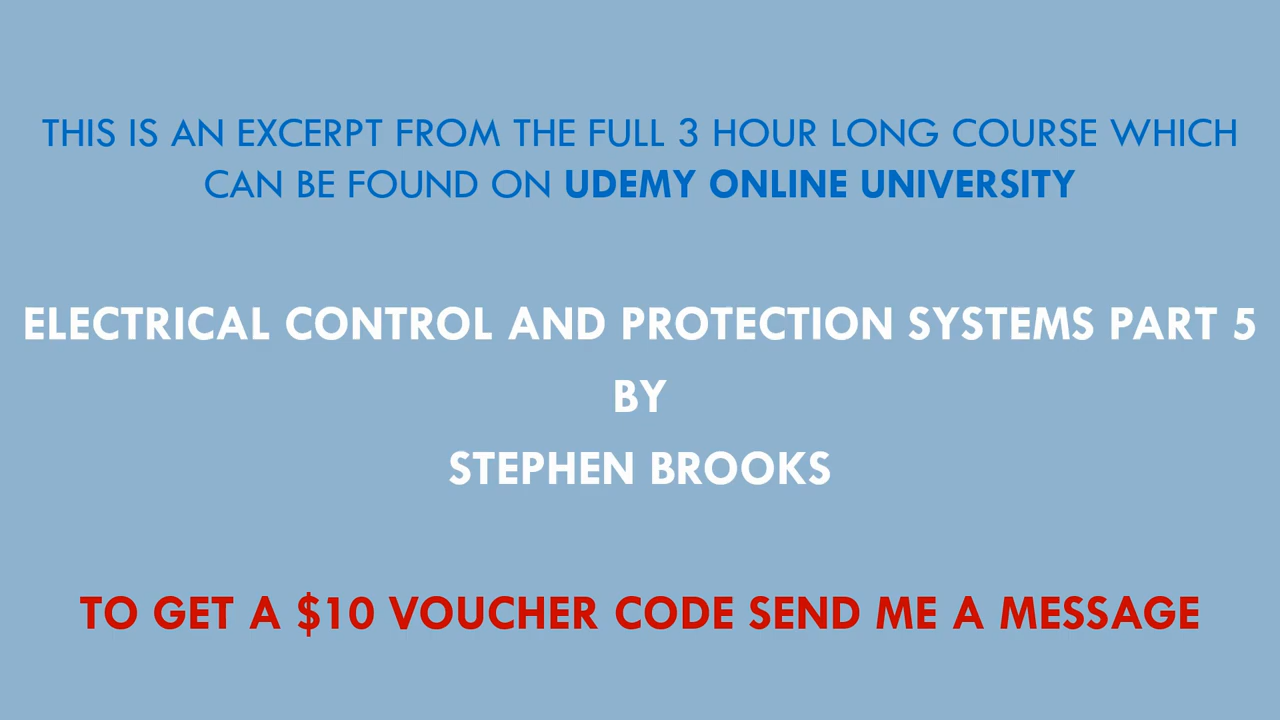 THIS IS AN EXCERPT FROM THE FULL 3 HOUR LONG COURSE WHICH
CAN BE FOUND ON UDEMY ONLINE UNIVERSITY
ELECTRICAL CONTROL AND PROTECTION SYSTEMS PART 5
BY
STEPHEN BROOKS
TO GET A $10 VOUCHER CODE SEND ME A MESSAGE